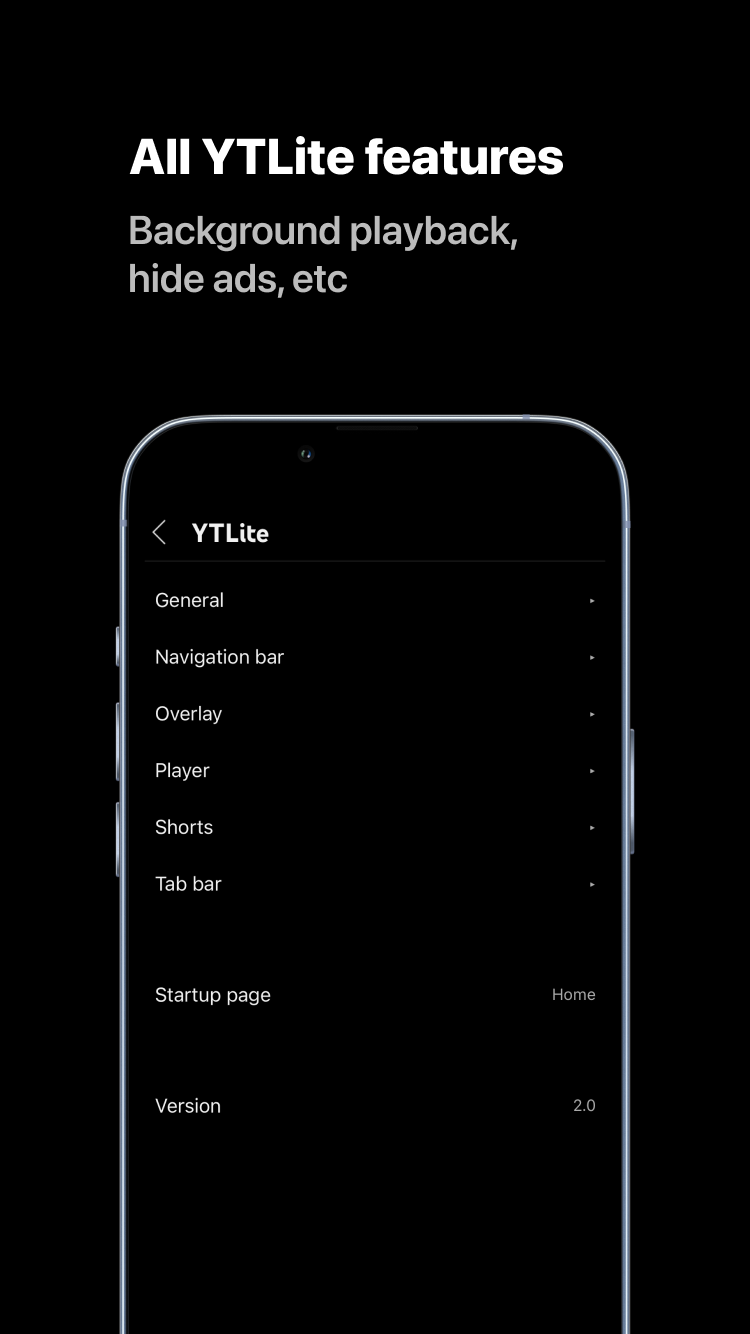 All YTLite features
Background playback,
hide ads, etc
YTLite
General
Navigation bar
Overlay
Player
Shorts
Tab bar
Startup page Home
Version 2.0